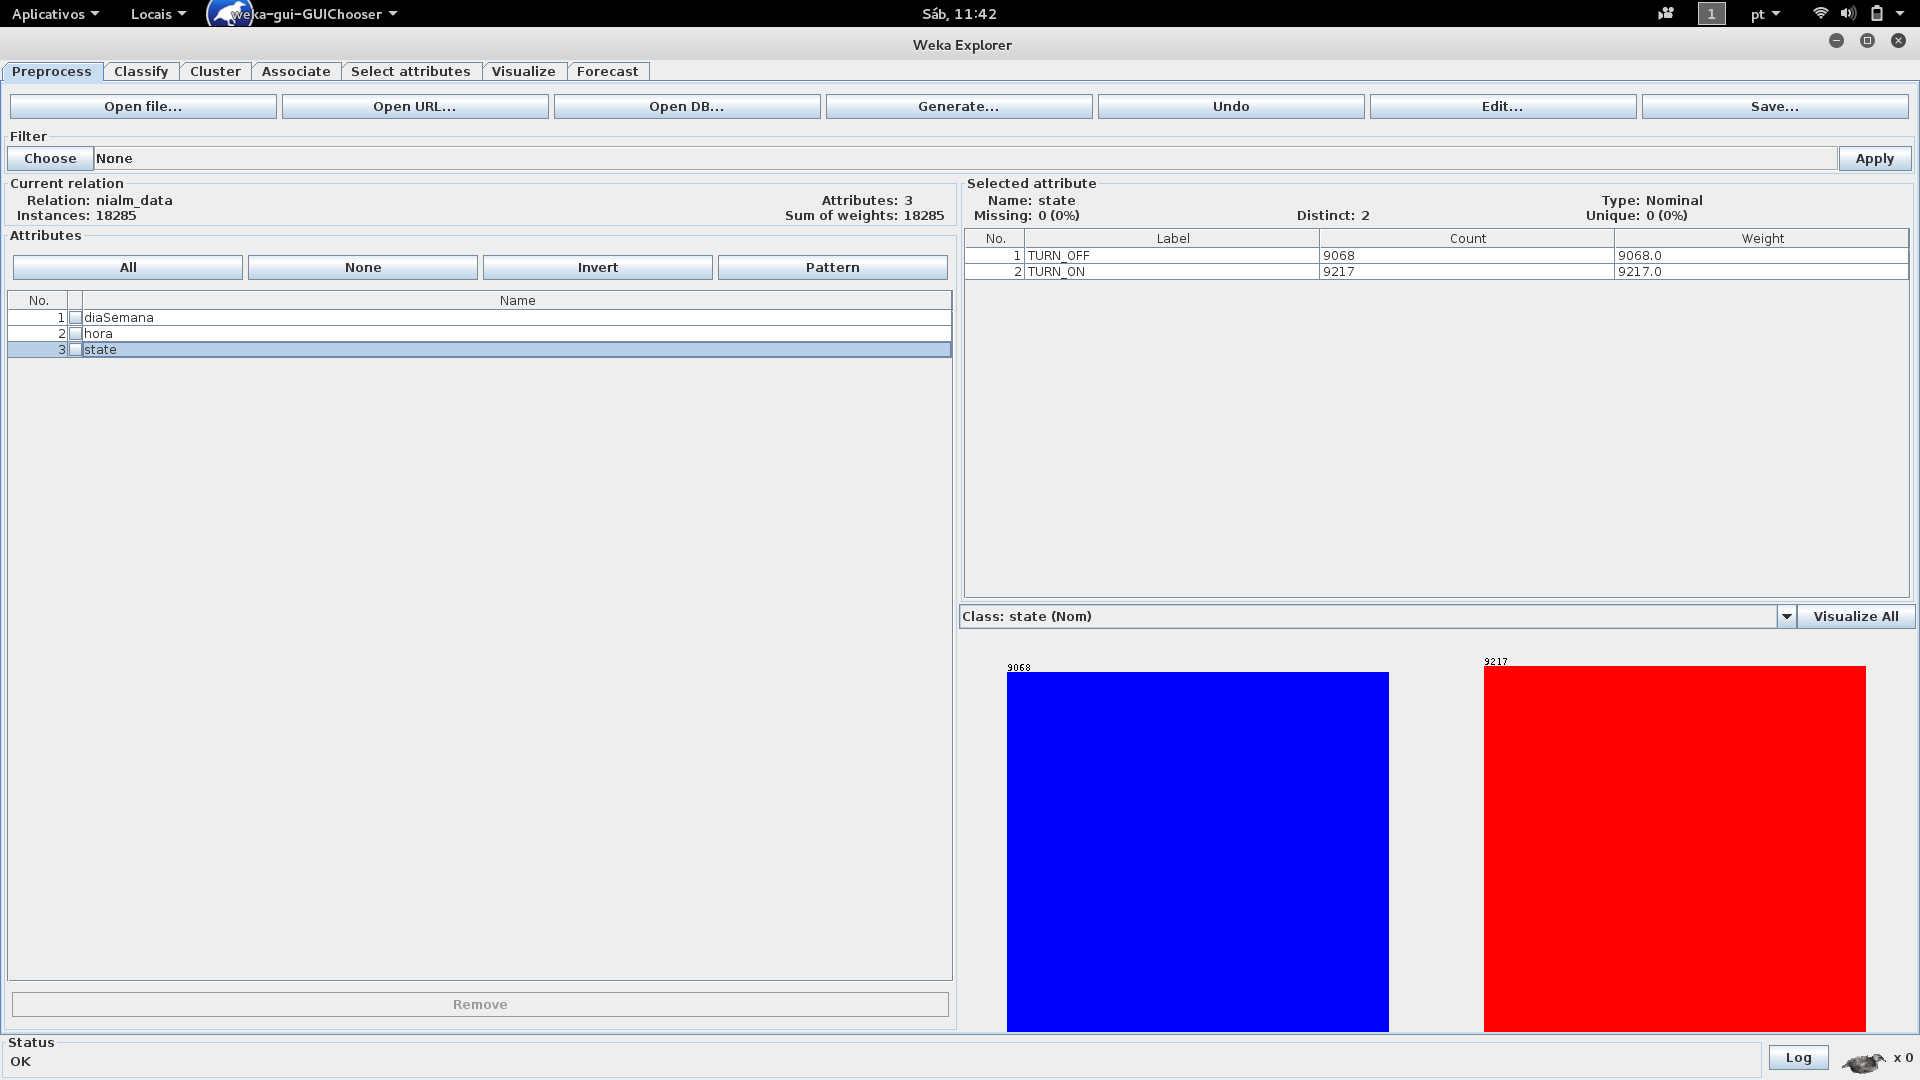 Aplicativos Locais weka-gui-GUIChooser Sáb, 11:42 1 pt
Weka Explorer
Preprocess Classify Cluster Associate Select attributes Visualize Forecast
Open file... Open URL... Open DB... Generate... Undo Edit... Save...
Filter
Choose None Apply
Current relation
Relation: nialm_data Attributes: 3
Instances: 18285 Sum of weights: 18285
Attributes
All None Invert Pattern
No. Name
1 diaSemana
2 hora
3 state
Remove
Selected attribute
Name: state Type: Nominal
Missing: 0 (0%) Distinct: 2 Unique: 0 (0%)
No. Label Count Weight
1 TURN_OFF 9068 9068.0
2 TURN_ON 9217 9217.0
Class: state (Nom) Visualize All
9068 9217
Status
OK
Log x 0